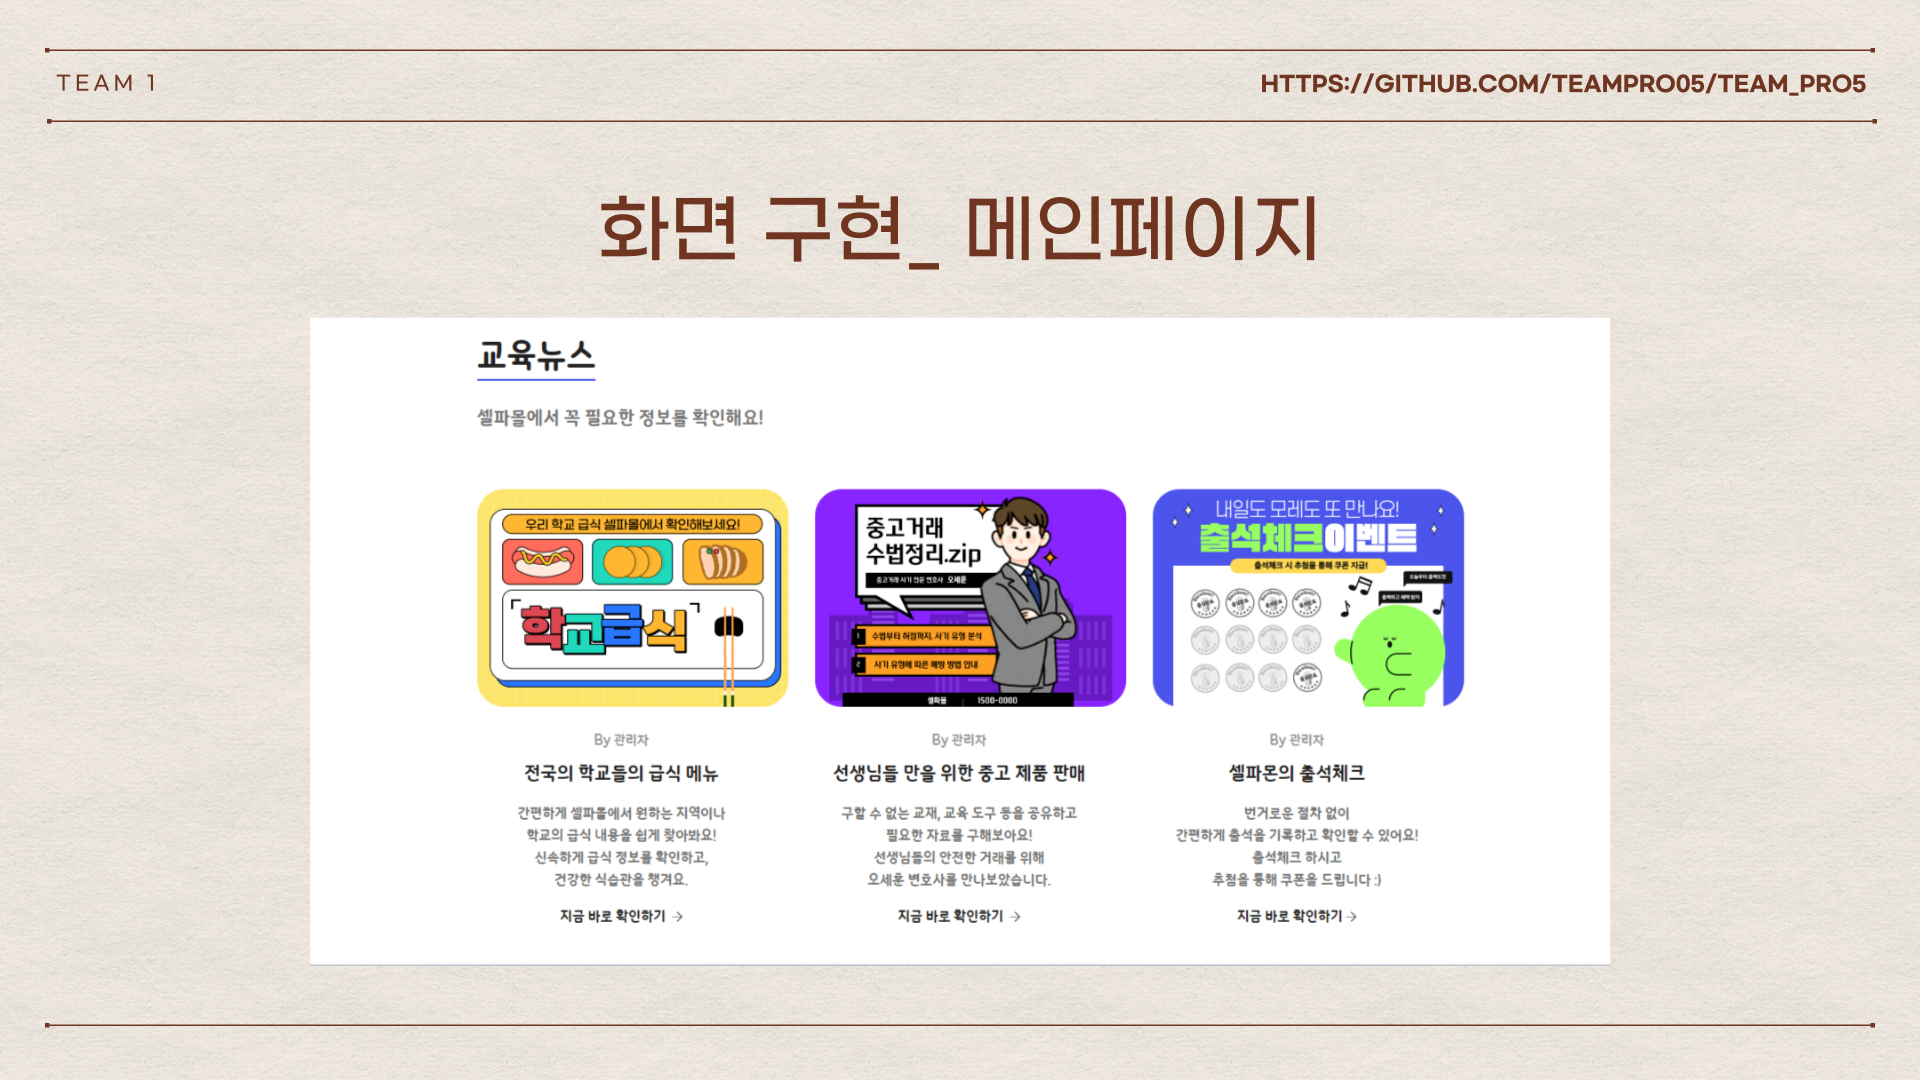 TEAM 1
HTTPS://GITHUB.COM/TEAMPRO05/TEAM_PRO5
화면 구현_ 메인페이지
교육뉴스
셀파몰에서 꼭 필요한 정보를 확인해요!
우리 학교 급식 셀파몰에서 확인해보세요!
학교급식
중고거래
수법정리.zip
중고거래 사기 전문 변호사 오세훈
1 수법부터 허점까지, 사기 유형 분석
2 사기 유형에 따른 예방 방법 안내
셀파몰 | 1500-0000
내일도 모레도 또 만나요!
출석체크이벤트
출석체크 시 추첨을 통해 쿠폰 지급!
By 관리자
전국의 학교들의 급식 메뉴
간편하게 셀파몰에서 원하는 지역이나
학교의 급식 내용을 쉽게 찾아봐요!
신속하게 급식 정보를 확인하고,
건강한 식습관을 챙겨요.
지금 바로 확인하기 →
By 관리자
선생님들 만을 위한 중고 제품 판매
구할 수 없는 교재, 교육 도구 등을 공유하고
필요한 자료를 구해보아요!
선생님들의 안전한 거래를 위해
오세훈 변호사를 만나보았습니다.
지금 바로 확인하기 →
By 관리자
셀파몬의 출석체크
번거로운 절차 없이
간편하게 출석을 기록하고 확인할 수 있어요!
출석체크 하시고
추첨을 통해 쿠폰을 드립니다 :)
지금 바로 확인하기 →